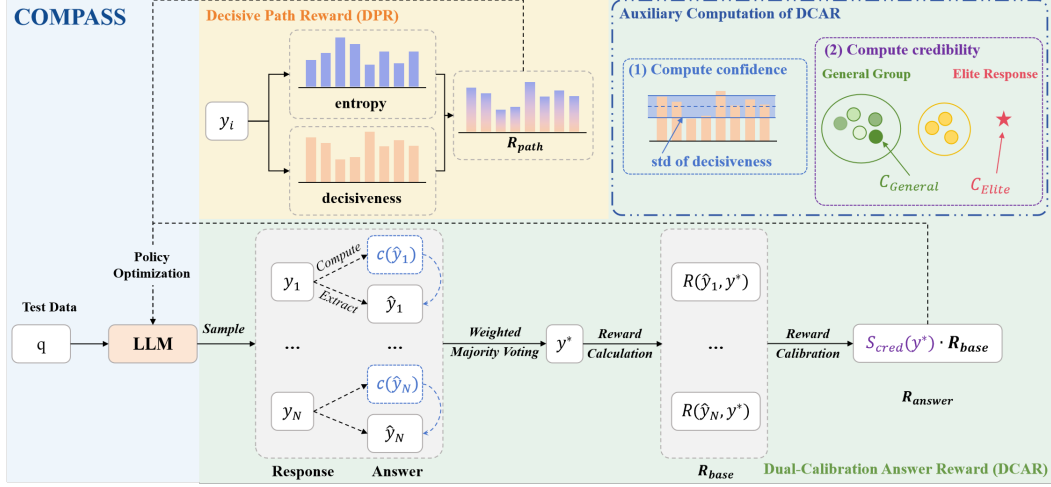 COMPASS
Decisive Path Reward (DPR)
y_i
entropy
decisiveness
R_path
Auxiliary Computation of DCAR
(1) Compute confidence
std of decisiveness
(2) Compute credibility
General Group
Elite Response
C_General
C_Elite
Policy
Optimization
Test Data
q
LLM
Sample
y_1
Compute
Extract
c(ŷ_1)
ŷ_1
...
...
y_N
c(ŷ_N)
ŷ_N
Response
Answer
Weighted
Majority Voting
y*
Reward
Calculation
R(ŷ_1, y*)
...
R(ŷ_N, y*)
R_base
Reward
Calibration
S_cred(y*) · R_base
R_answer
Dual-Calibration Answer Reward (DCAR)